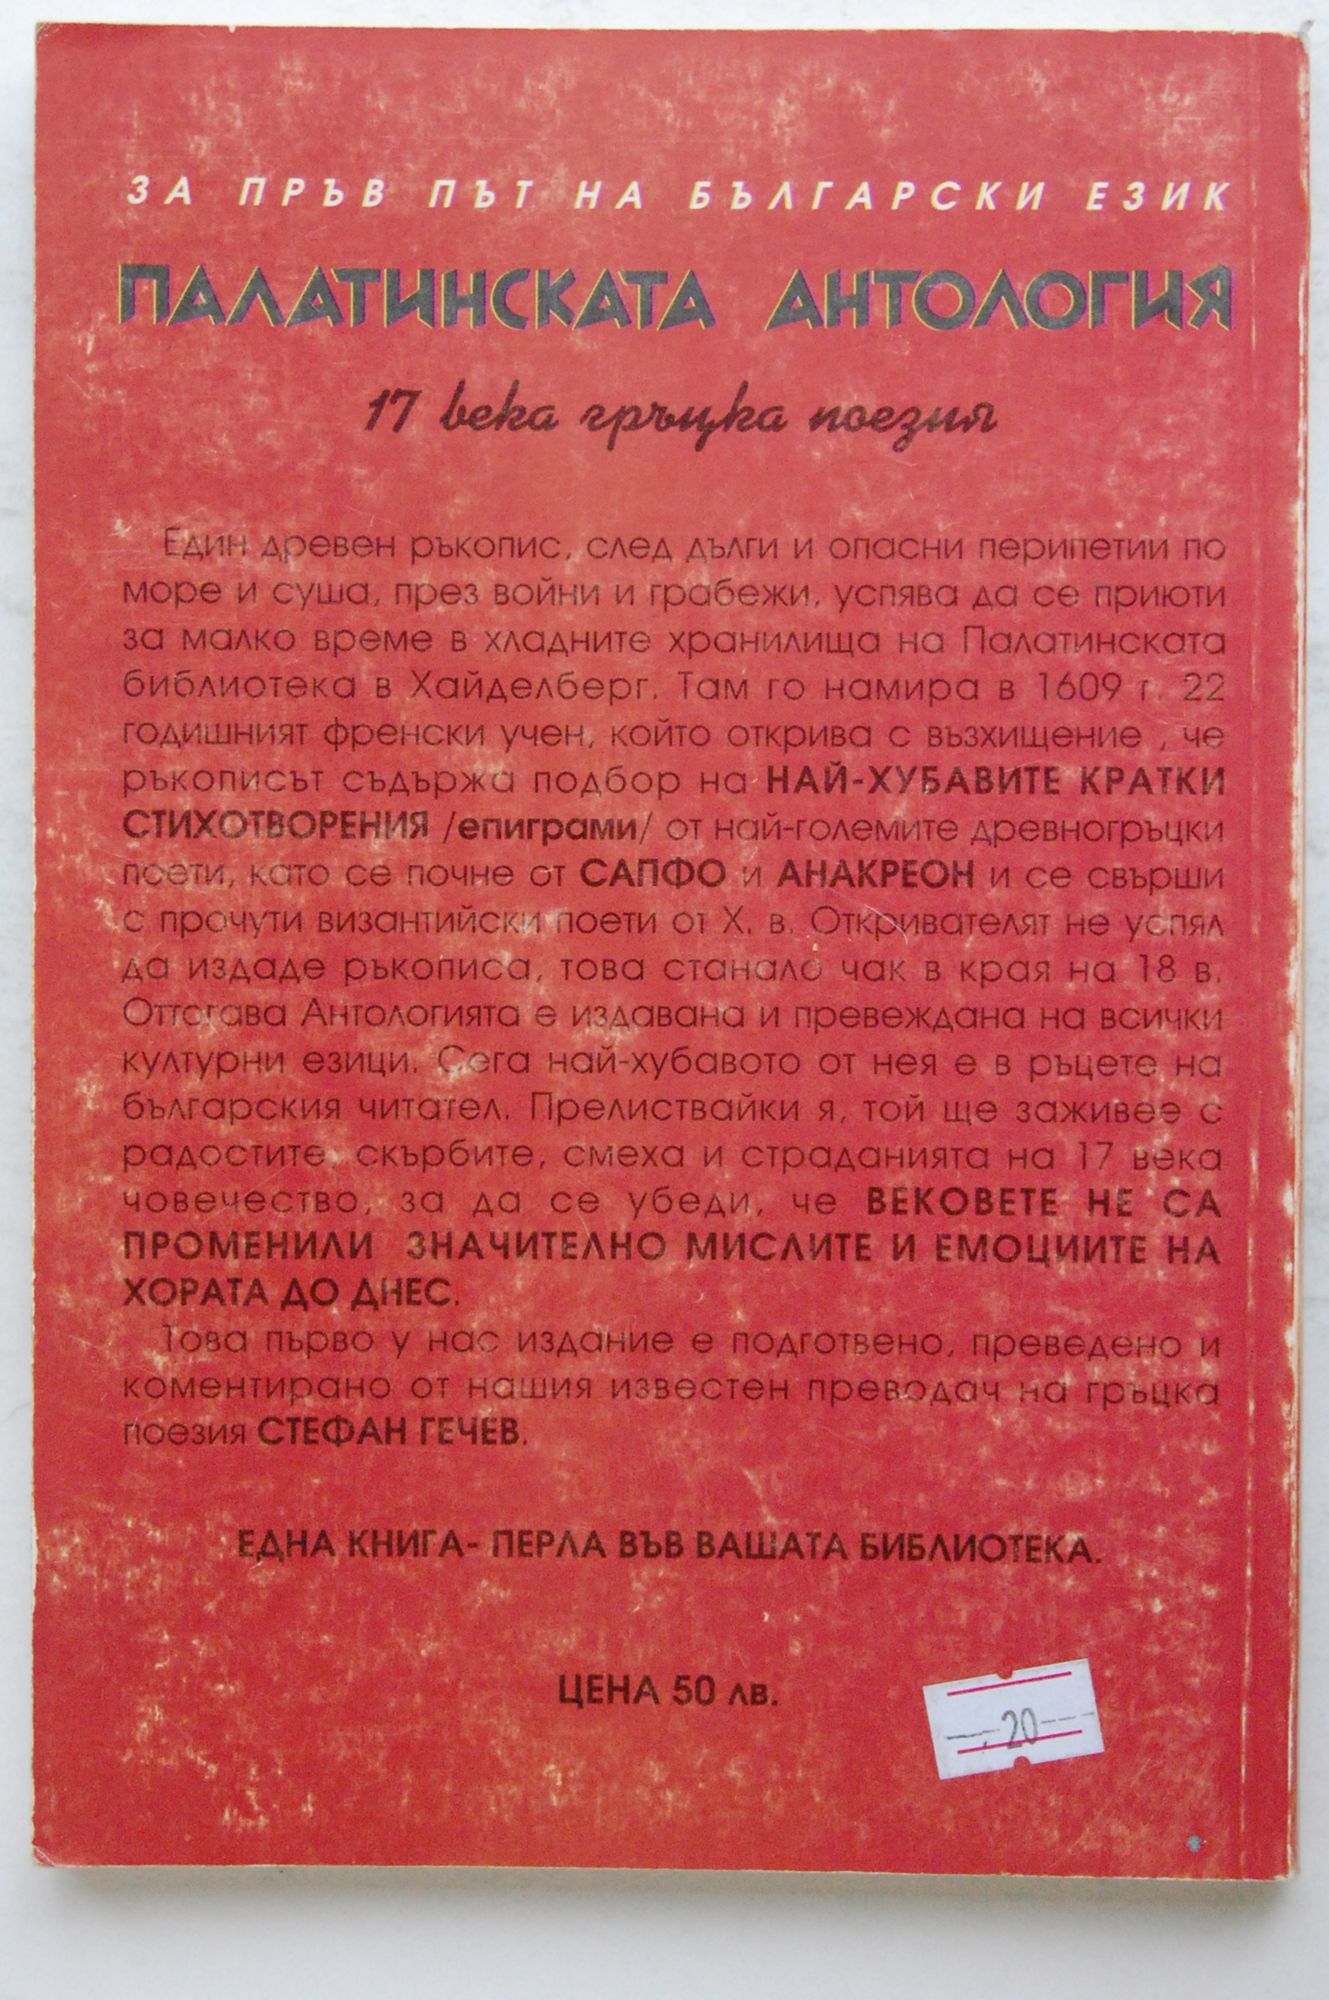 ЗА ПРЪВ ПЪТ НА БЪЛГАРСКИ ЕЗИК
ПАЛАТИНСКАТА АНТОЛОГИЯ
17 века гръцка поезия
Един древен ръкопис, след дълги и опасни перипетии по
море и суша, през войни и грабежи, успява да се приюти
за малко време в хладните хранилища на Палатинската
библиотека в Хайделберг. Там го намира в 1609 г. 22
годишният френски учен, който открива с възхищение , че
ръкописът съдържа подбор на НАЙ-ХУБАВИТЕ КРАТКИ
СТИХОТВОРЕНИЯ /епиграми/ от най-големите древногръцки
поети, като се почне от САПФО и АНАКРЕОН и се свърши
с прочути византийски поети от X. в. Откривателят не успял
да издаде ръкописа, това станало чак в края на 18 в.
Оттогава Антологията е издавана и превеждана на всички
културни езици. Сега най-хубавото от нея е в ръцете на
българския читател. Прелиствайки я, той ще заживее с
радостите, скърбите, смеха и страданията на 17 века
човечество, за да се убеди, че ВЕКОВЕТЕ НЕ СА
ПРОМЕНИЛИ ЗНАЧИТЕЛНО МИСЛИТЕ И ЕМОЦИИТЕ НА
ХОРАТА ДО ДНЕС.
Това първо у нас издание е подготвено, преведено и
коментирано от нашия известен преводач на гръцка
поезия СТЕФАН ГЕЧЕВ.
ЕДНА КНИГА- ПЕРЛА ВЪВ ВАШАТА БИБЛИОТЕКА.
ЦЕНА 50 лв.
—.20—